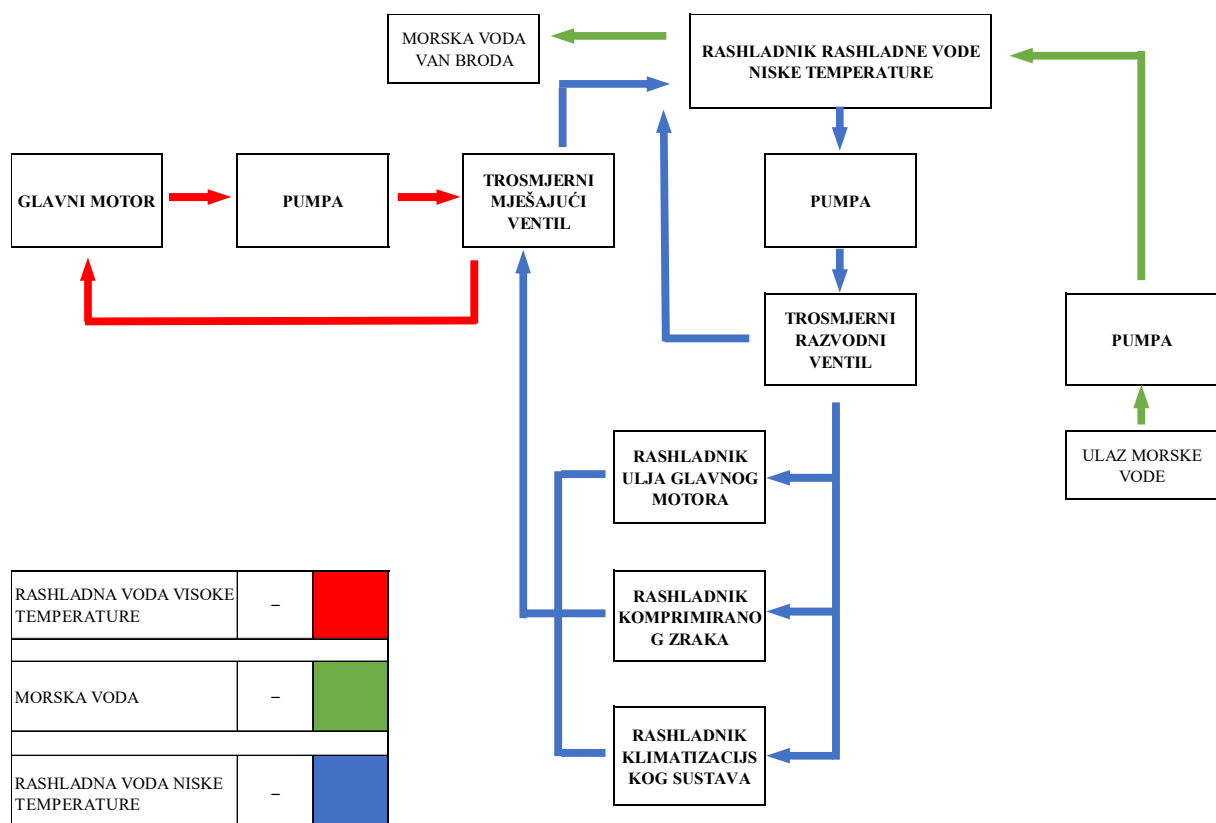 MORSKA VODA
VAN BRODA
RASHLADNIK RASHLADNE VODE
NISKE TEMPERATURE
GLAVNI MOTOR
PUMPA
TROSMJERNI
MJEŠAJUĆI
VENTIL
PUMPA
TROSMJERNI
RAZVODNI
VENTIL
PUMPA
RASHLADNIK
ULJA GLAVNOG
MOTORA
ULAZ MORSKE
VODE
RASHLADNIK
KOMPRIMIRANO
G ZRAKA
RASHLADNIK
KLIMATIZACIJS
KOG SUSTAVA
RASHLADNA VODA VISOKE
TEMPERATURE
–
MORSKA VODA
–
RASHLADNA VODA NISKE
TEMPERATURE
–